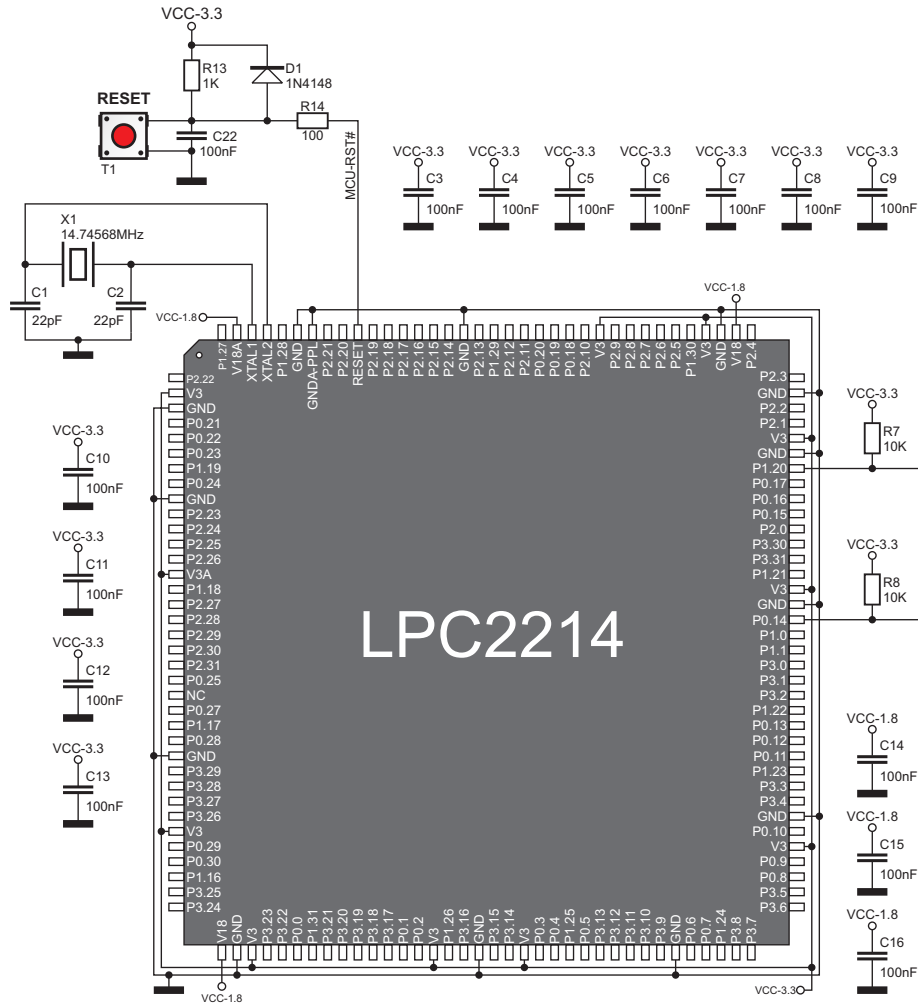 VCC-3.3
R13
1K
D1
1N4148
RESET
R14
100
C22
100nF
T1
MCU-RST#
VCC-3.3
C3
100nF
VCC-3.3
C4
100nF
VCC-3.3
C5
100nF
VCC-3.3
C6
100nF
VCC-3.3
C7
100nF
VCC-3.3
C8
100nF
VCC-3.3
C9
100nF
X1
14.74568MHz
C1
22pF
C2
22pF
VCC-1.8
VCC-1.8
P1.27
V18A
XTAL1
XTAL2
P1.28
GND
GNDA-PPL
P2.21
P2.20
RESET
P2.19
P2.18
P2.17
P2.16
P2.15
P2.14
GND
P2.13
P1.29
P2.12
P2.11
P0.20
P0.19
P0.18
P2.10
V3
P2.9
P2.8
P2.7
P2.6
P2.5
P1.30
V3
GND
V18
P2.4
P2.22
V3
GND
P0.21
P0.22
P0.23
P1.19
P0.24
GND
P2.23
P2.24
P2.25
P2.26
V3A
P1.18
P2.27
P2.28
P2.29
P2.30
P2.31
P0.25
NC
P0.27
P1.17
P0.28
GND
P3.29
P3.28
P3.27
P3.26
V3
P0.29
P0.30
P1.16
P3.25
P3.24
LPC2214
P2.3
GND
P2.2
P2.1
V3
GND
P1.20
P0.17
P0.16
P0.15
P2.0
P3.30
P3.31
P1.21
V3
GND
P0.14
P1.0
P1.1
P3.0
P3.1
P3.2
P1.22
P0.13
P0.12
P0.11
P1.23
P3.3
P3.4
GND
P0.10
V3
P0.9
P0.8
P3.5
P3.6
V18
GND
V3
P3.23
P3.22
P0.0
P1.31
P3.21
P3.20
P3.19
P3.18
P3.17
P0.1
P0.2
V3
P1.26
P3.16
GND
P3.15
P3.14
V3
P0.3
P0.4
P1.25
P0.5
P3.13
P3.12
P3.11
P3.10
P3.9
GND
P0.6
P0.7
P1.24
P3.8
P3.7
VCC-3.3
C10
100nF
VCC-3.3
C11
100nF
VCC-3.3
C12
100nF
VCC-3.3
C13
100nF
VCC-3.3
R7
10K
VCC-3.3
R8
10K
VCC-1.8
C14
100nF
VCC-1.8
C15
100nF
VCC-1.8
C16
100nF
VCC-1.8
VCC-3.3